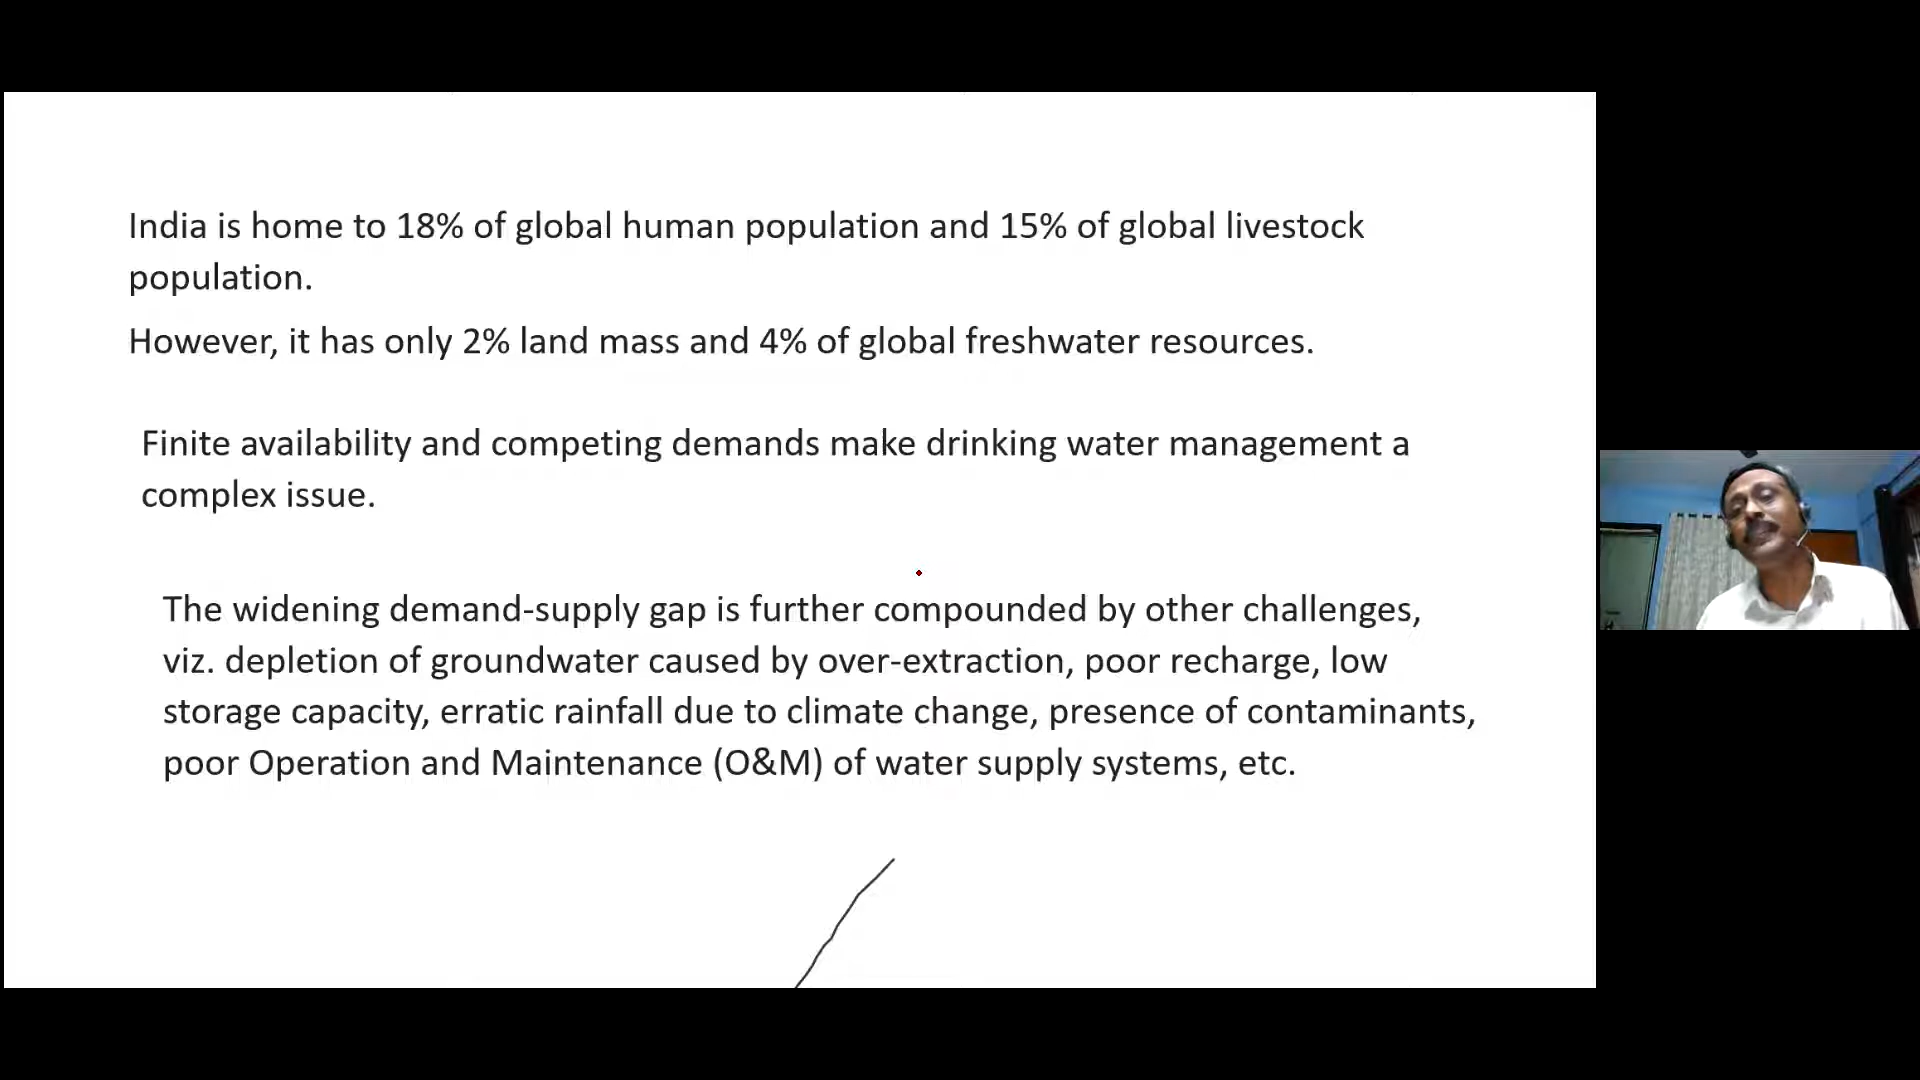 India is home to 18% of global human population and 15% of global livestock
population.
However, it has only 2% land mass and 4% of global freshwater resources.
Finite availability and competing demands make drinking water management a
complex issue.
The widening demand-supply gap is further compounded by other challenges,
viz. depletion of groundwater caused by over-extraction, poor recharge, low
storage capacity, erratic rainfall due to climate change, presence of contaminants,
poor Operation and Maintenance (O&M) of water supply systems, etc.